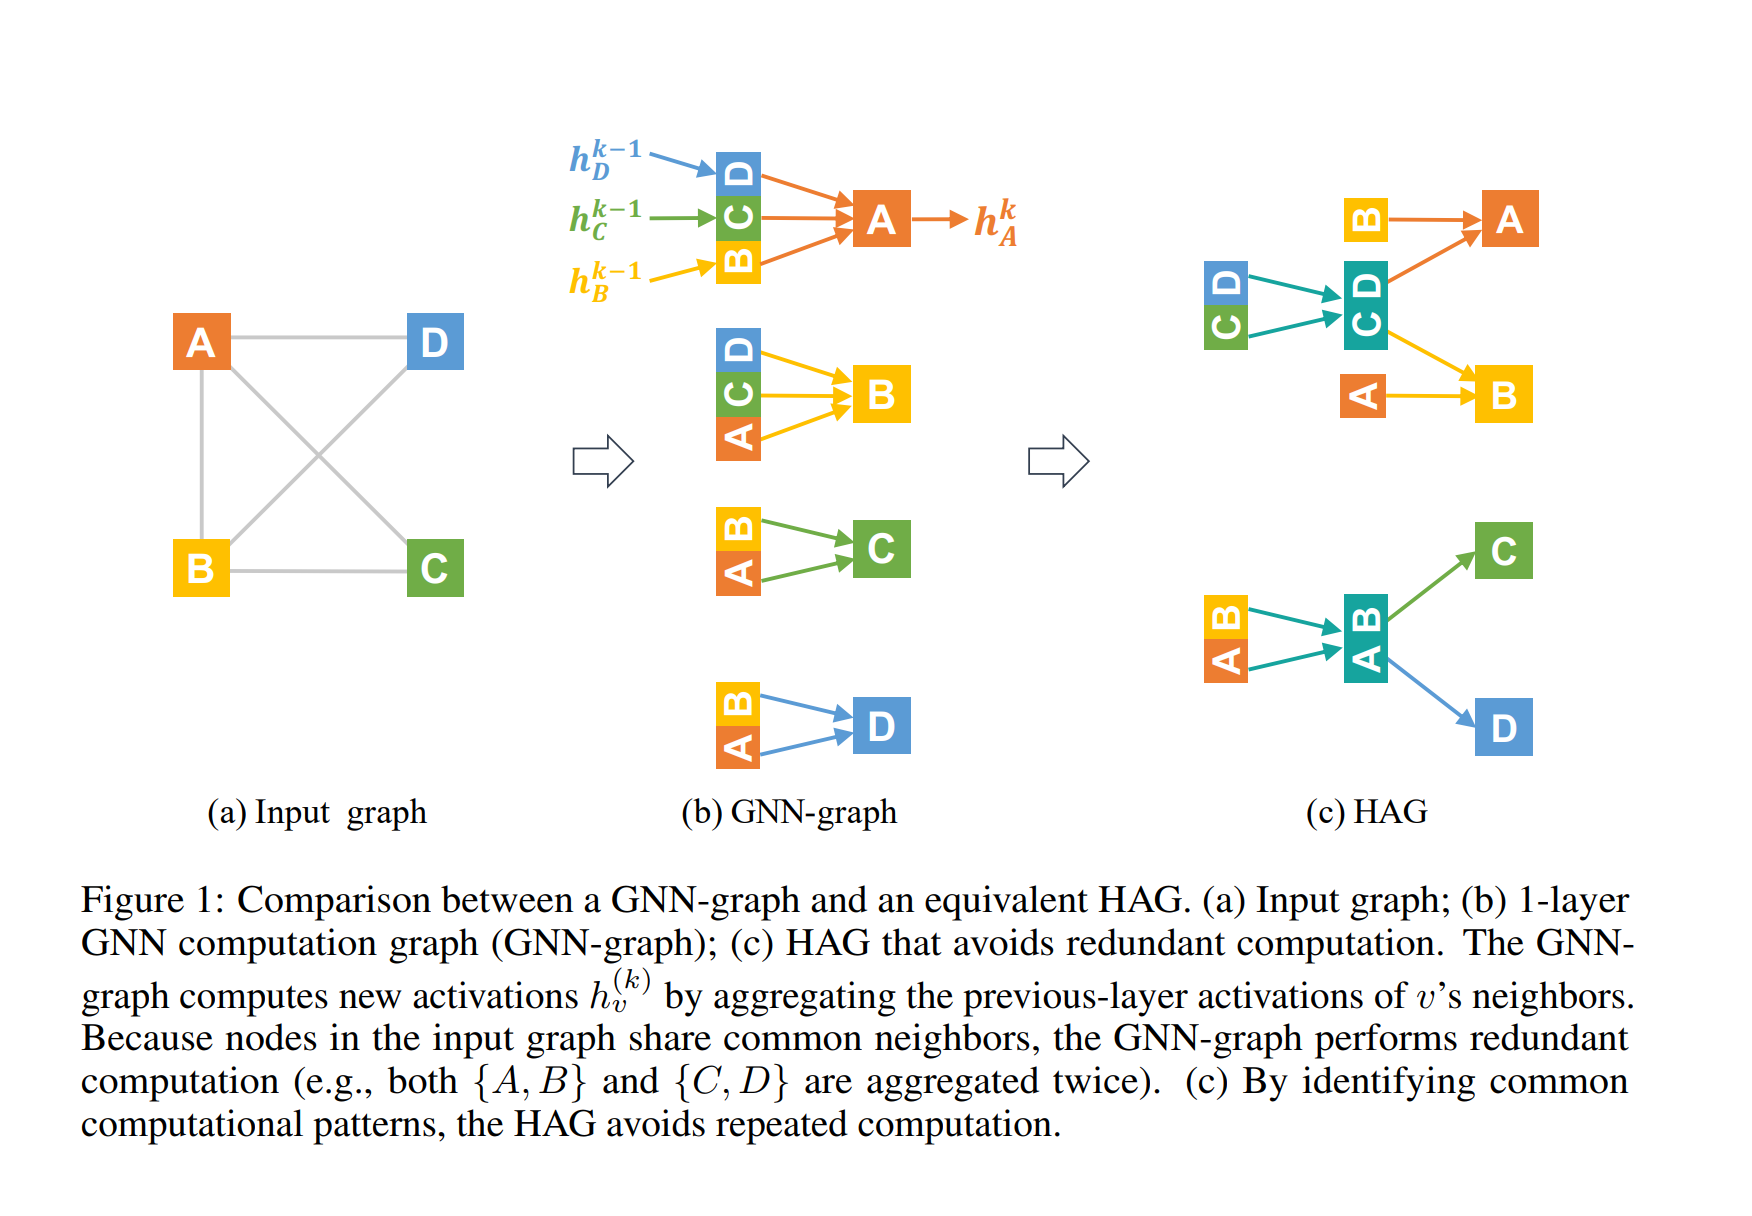 A
D
B
C
(a) Input graph
h_D^{k-1}
h_C^{k-1}
h_B^{k-1}
D
C
B
A
h_A^k
D
C
A
B
B
A
C
B
A
D
(b) GNN-graph
B
A
D
C
D
C
A
B
B
A
B
A
C
D
(c) HAG
Figure 1: Comparison between a GNN-graph and an equivalent HAG. (a) Input graph; (b) 1-layer
GNN computation graph (GNN-graph); (c) HAG that avoids redundant computation. The GNN-
graph computes new activations h_v^{(k)} by aggregating the previous-layer activations of v's neighbors.
Because nodes in the input graph share common neighbors, the GNN-graph performs redundant
computation (e.g., both {A, B} and {C, D} are aggregated twice). (c) By identifying common
computational patterns, the HAG avoids repeated computation.